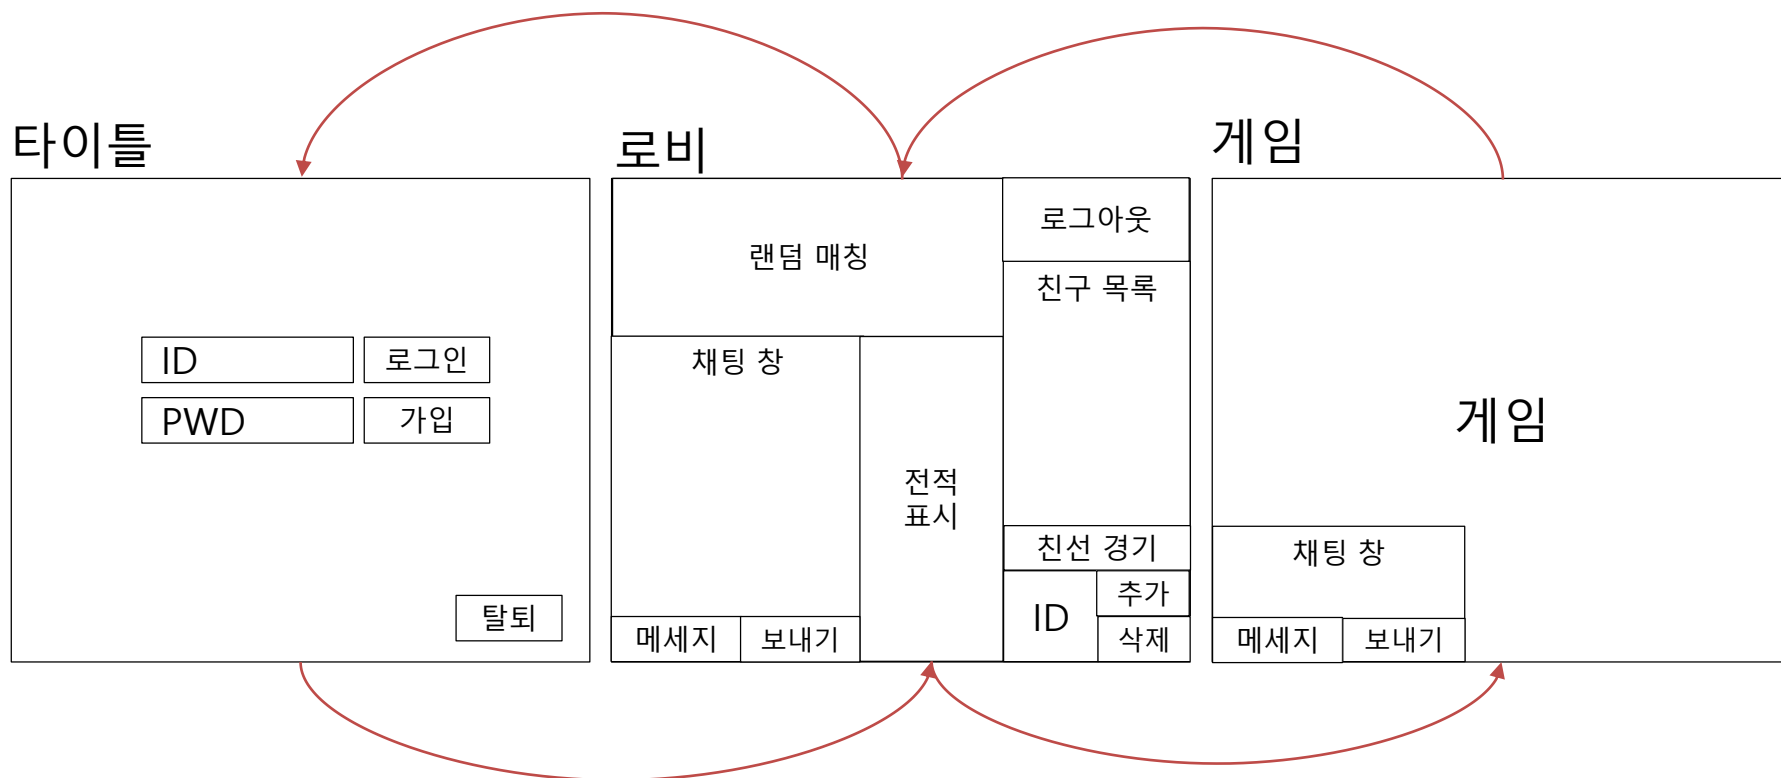 타이틀
ID
로그인
PWD
가입
탈퇴
로비
랜덤 매칭
로그아웃
친구 목록
채팅 창
전적
표시
친선 경기
ID
추가
삭제
메세지
보내기
게임
게임
채팅 창
메세지
보내기